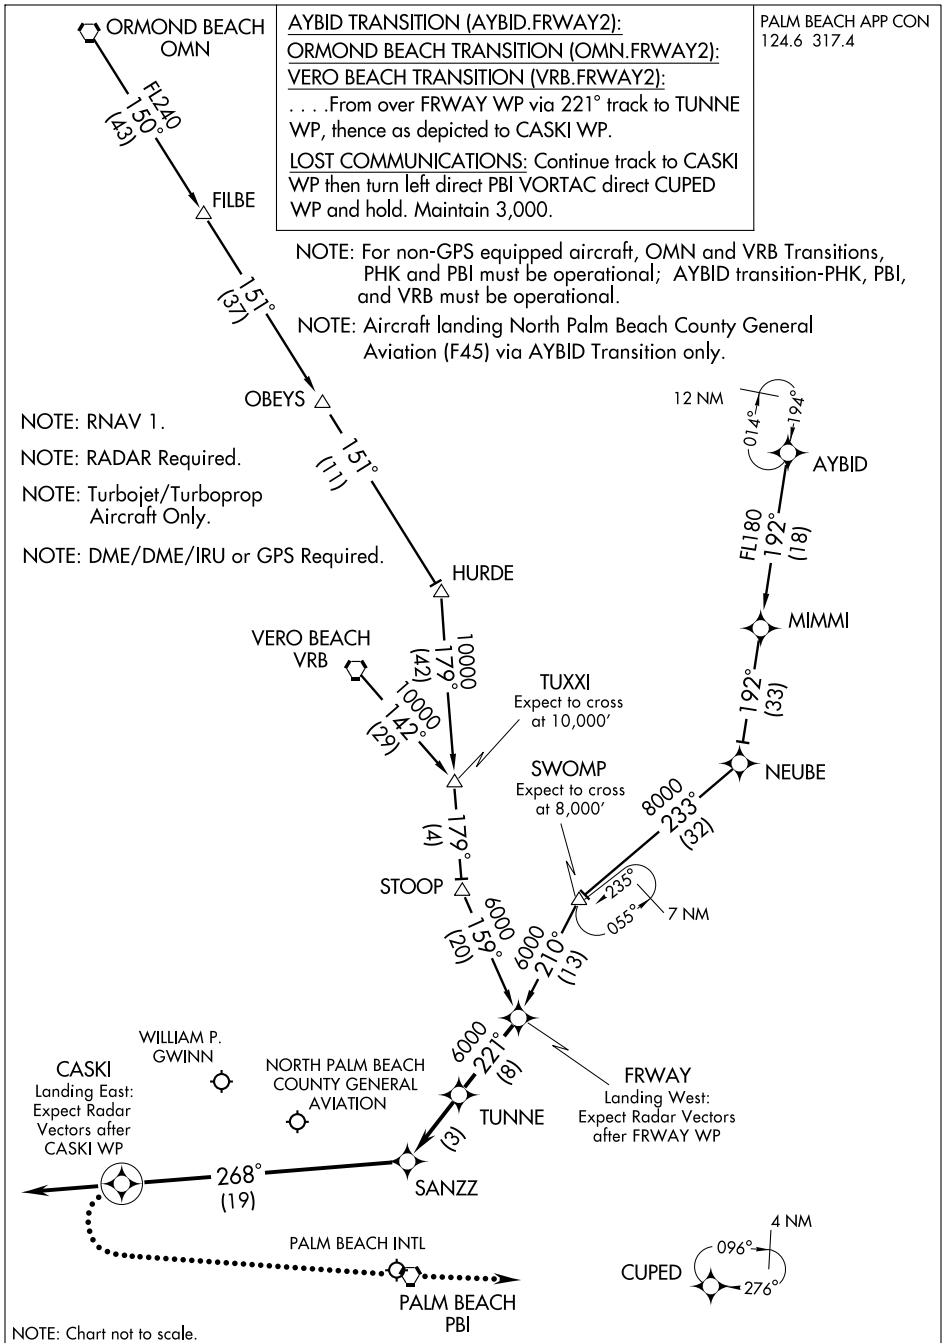 ORMOND BEACH
OMN
AYBID TRANSITION (AYBID.FRWAY2):
ORMOND BEACH TRANSITION (OMN.FRWAY2):
VERO BEACH TRANSITION (VRB.FRWAY2):
. . . .From over FRWAY WP via 221° track to TUNNE
WP, thence as depicted to CASKI WP.
LOST COMMUNICATIONS: Continue track to CASKI
WP then turn left direct PBI VORTAC direct CUPED
WP and hold. Maintain 3,000.
PALM BEACH APP CON
124.6 317.4
FL240
150°
(43)
FILBE
NOTE: For non-GPS equipped aircraft, OMN and VRB Transitions,
PHK and PBI must be operational; AYBID transition-PHK, PBI,
and VRB must be operational.
NOTE: Aircraft landing North Palm Beach County General
Aviation (F45) via AYBID Transition only.
151°
(37)
OBEYS
12 NM
014°
194°
AYBID
NOTE: RNAV 1.
NOTE: RADAR Required.
NOTE: Turbojet/Turboprop
Aircraft Only.
NOTE: DME/DME/IRU or GPS Required.
151°
(11)
FL180
192°
(18)
HURDE
MIMMI
VERO BEACH
VRB
10000
179°
(42)
10000
142°
(29)
TUXXI
Expect to cross
at 10,000'
192°
(33)
NEUBE
SWOMP
Expect to cross
at 8,000'
8000
233°
(32)
179°
(4)
STOOP
235°
055°
7 NM
6000
159°
(20)
6000
210°
(13)
WILLIAM P.
GWINN
NORTH PALM BEACH
COUNTY GENERAL
AVIATION
6000
221°
(8)
FRWAY
Landing West:
Expect Radar Vectors
after FRWAY WP
CASKI
Landing East:
Expect Radar
Vectors after
CASKI WP
TUNNE
(3)
SANZZ
268°
(19)
PALM BEACH INTL
PALM BEACH
PBI
CUPED
4 NM
096°
276°
NOTE: Chart not to scale.